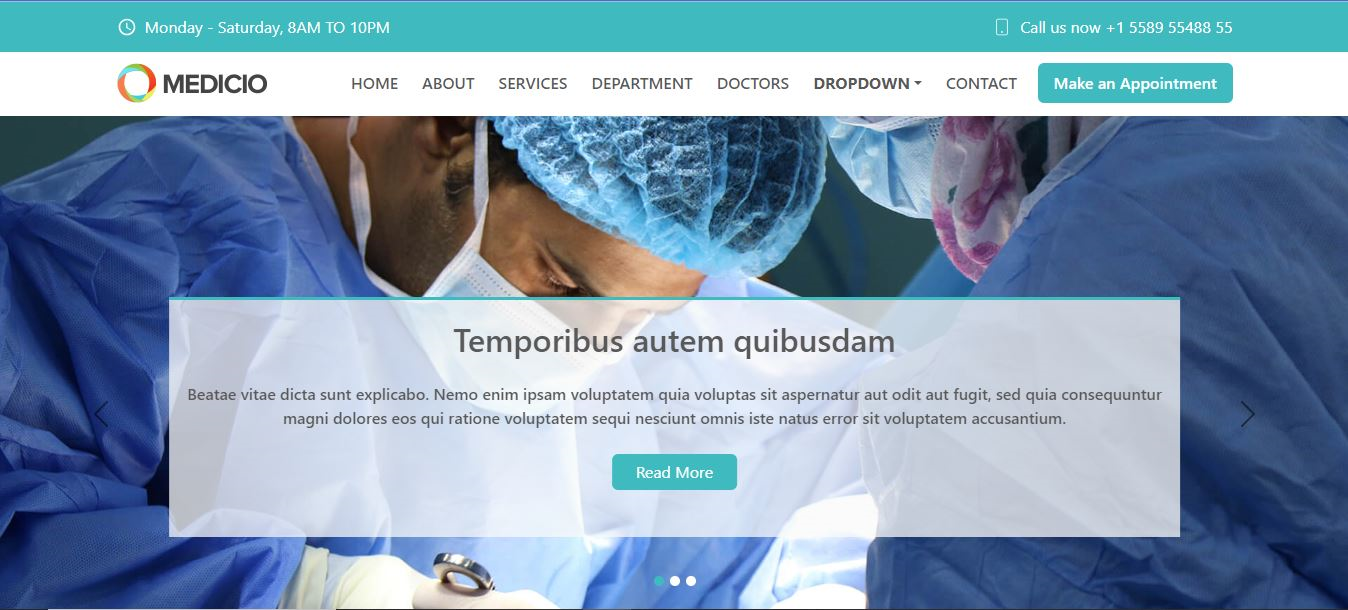 Monday - Saturday, 8AM TO 10PM
Call us now +1 5589 55488 55
MEDICIO
HOME ABOUT SERVICES DEPARTMENT DOCTORS DROPDOWN CONTACT Make an Appointment
Temporibus autem quibusdam
Beatae vitae dicta sunt explicabo. Nemo enim ipsam voluptatem quia voluptas sit aspernatur aut odit aut fugit, sed quia consequuntur
magni dolores eos qui ratione voluptatem sequi nesciunt omnis iste natus error sit voluptatem accusantium.
Read More